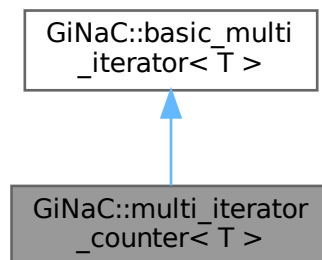 GiNaC::basic_multi
_iterator< T >
GiNaC::multi_iterator
_counter< T >